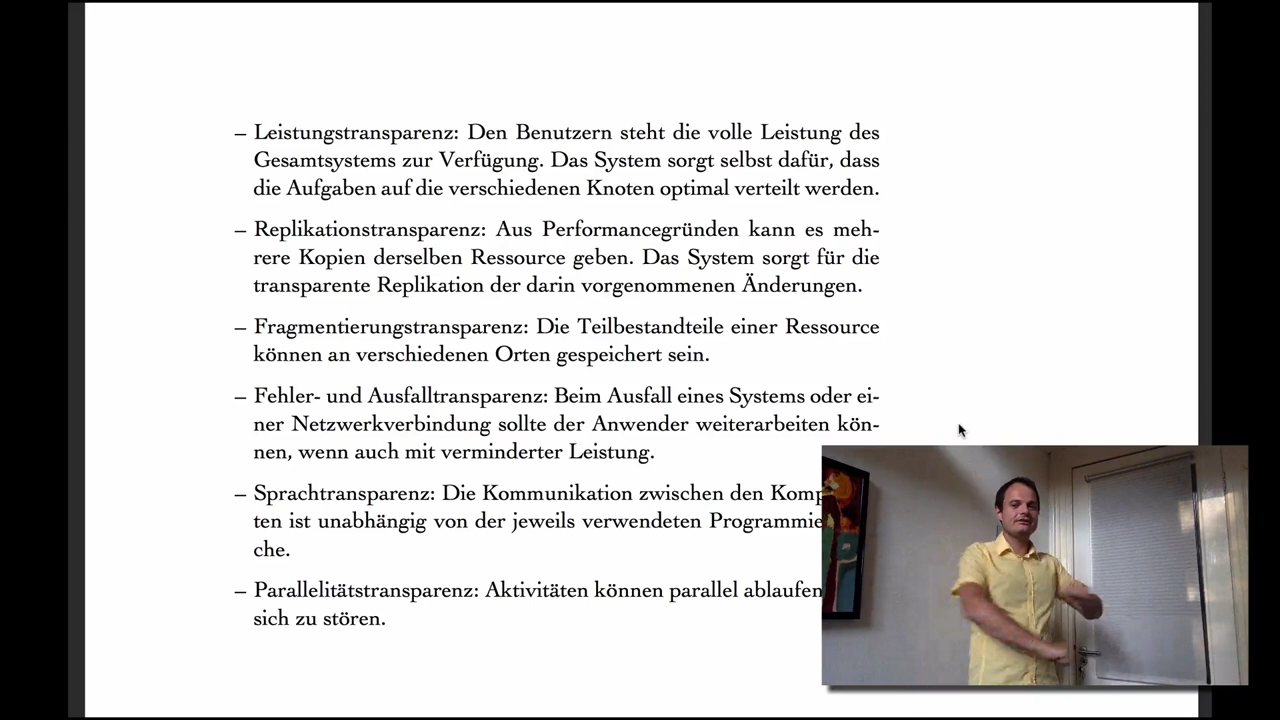 – Leistungstransparenz: Den Benutzern steht die volle Leistung des
Gesamtsystems zur Verfügung. Das System sorgt selbst dafür, dass
die Aufgaben auf die verschiedenen Knoten optimal verteilt werden.
– Replikationstransparenz: Aus Performancegründen kann es meh-
rere Kopien derselben Ressource geben. Das System sorgt für die
transparente Replikation der darin vorgenommenen Änderungen.
– Fragmentierungstransparenz: Die Teilbestandteile einer Ressource
können an verschiedenen Orten gespeichert sein.
– Fehler- und Ausfalltransparenz: Beim Ausfall eines Systems oder ei-
ner Netzwerkverbindung sollte der Anwender weiterarbeiten kön-
nen, wenn auch mit verminderter Leistung.
– Sprachtransparenz: Die Kommunikation zwischen den
ten ist unabhängig von der jeweils verwendeten
che.
– Parallelitätstransparenz: Aktivitäten können parallel ablaufen
sich zu stören.